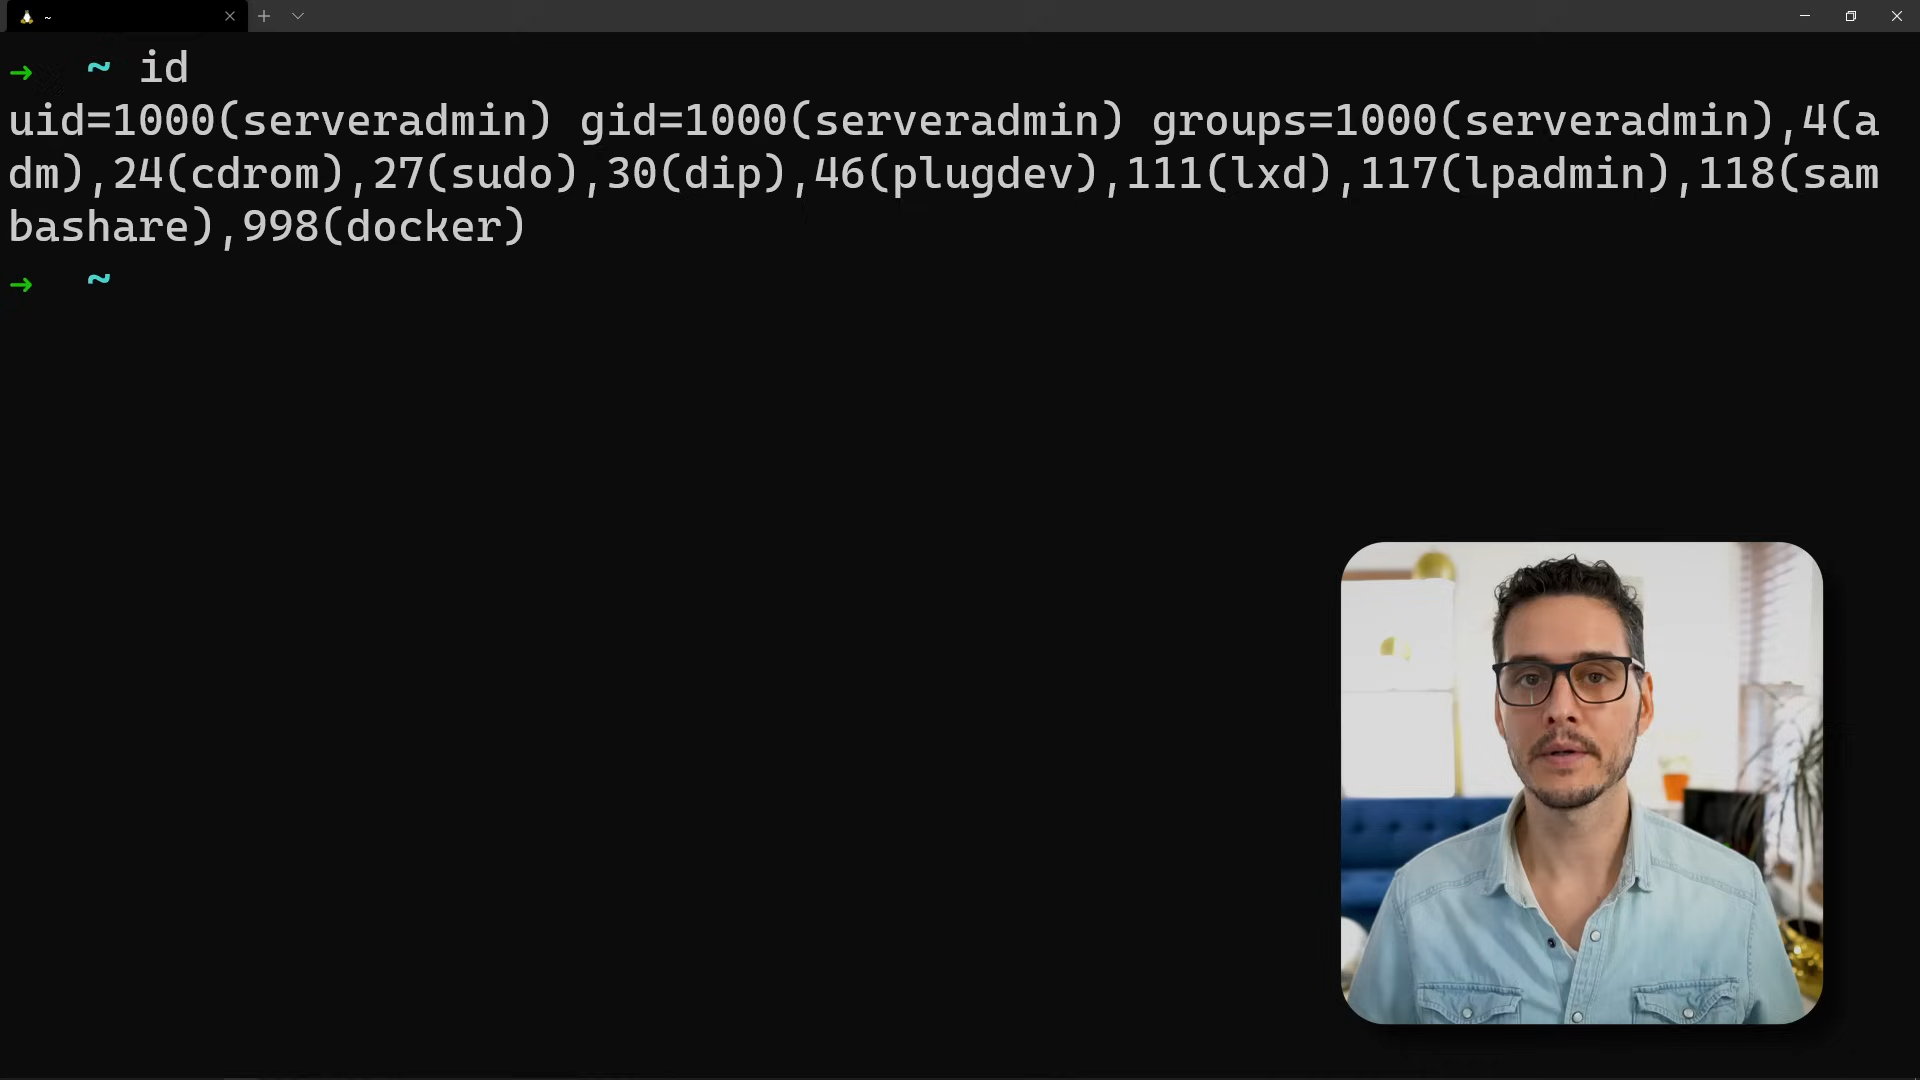 ~
→ ~ id
uid=1000(serveradmin) gid=1000(serveradmin) groups=1000(serveradmin),4(a
dm),24(cdrom),27(sudo),30(dip),46(plugdev),111(lxd),117(lpadmin),118(sam
bashare),998(docker)
→ ~